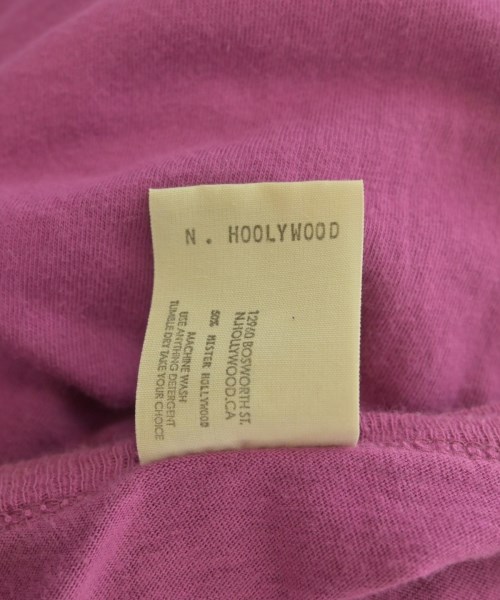 N. HOOLYWOOD
12960 BOSWORTH ST.
N.HOLLYWOOD.CA
50% MISTER HOLLYWOOD
MACHINE WASH
USE ANYTHING DETERGENT
TUMBLE DRY TAKE YOUR CHOICE